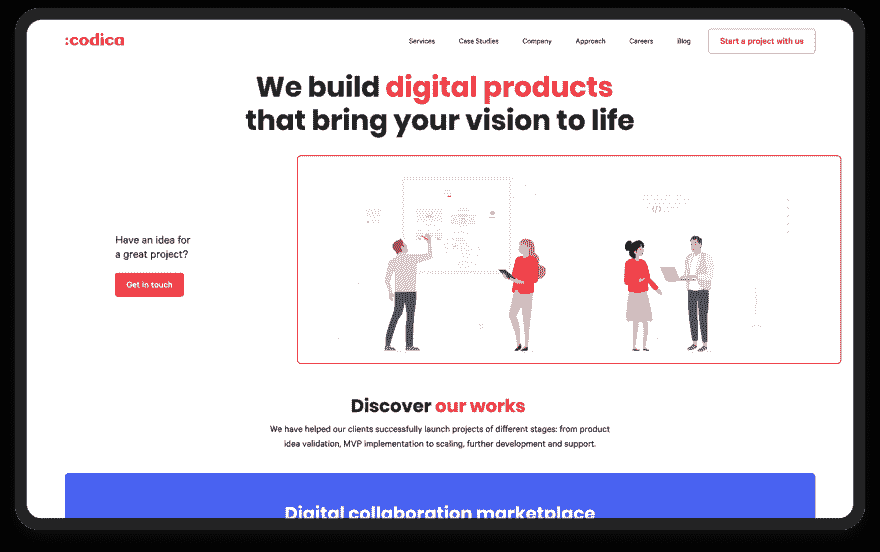 :codica
Services
Case Studies
Company
Approach
Careers
Blog
Start a project with us
We build digital products
that bring your vision to life
Have an idea for
a great project?
Get in touch
</>
Discover our works
We have helped our clients successfully launch projects of different stages: from product
idea validation, MVP implementation to scaling, further development and support.
Digital collaboration marketplace